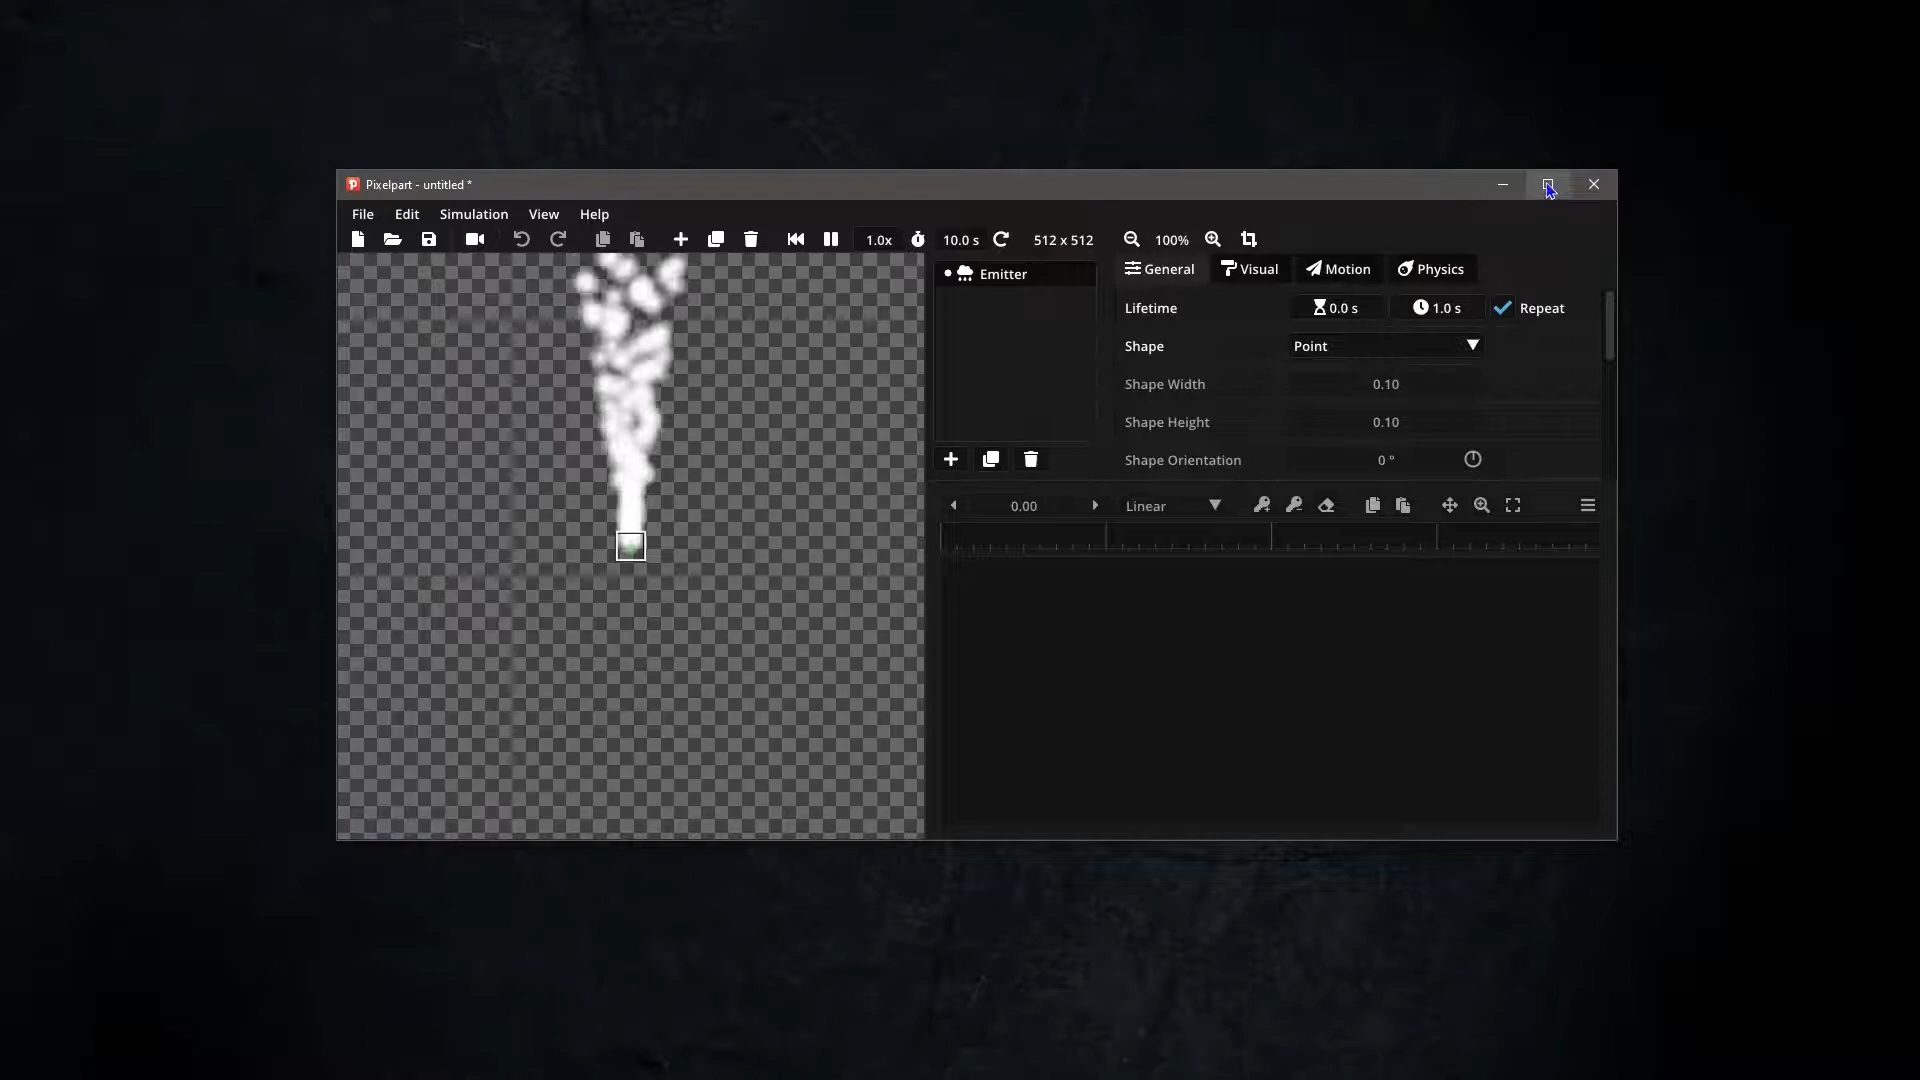 Pixelpart - untitled *
File Edit Simulation View Help
1.0x 10.0 s 512 x 512 100%
Emitter
General Visual Motion Physics
Lifetime 0.0 s 1.0 s Repeat
Shape Point
Shape Width 0.10
Shape Height 0.10
Shape Orientation 0 °
0.00 Linear